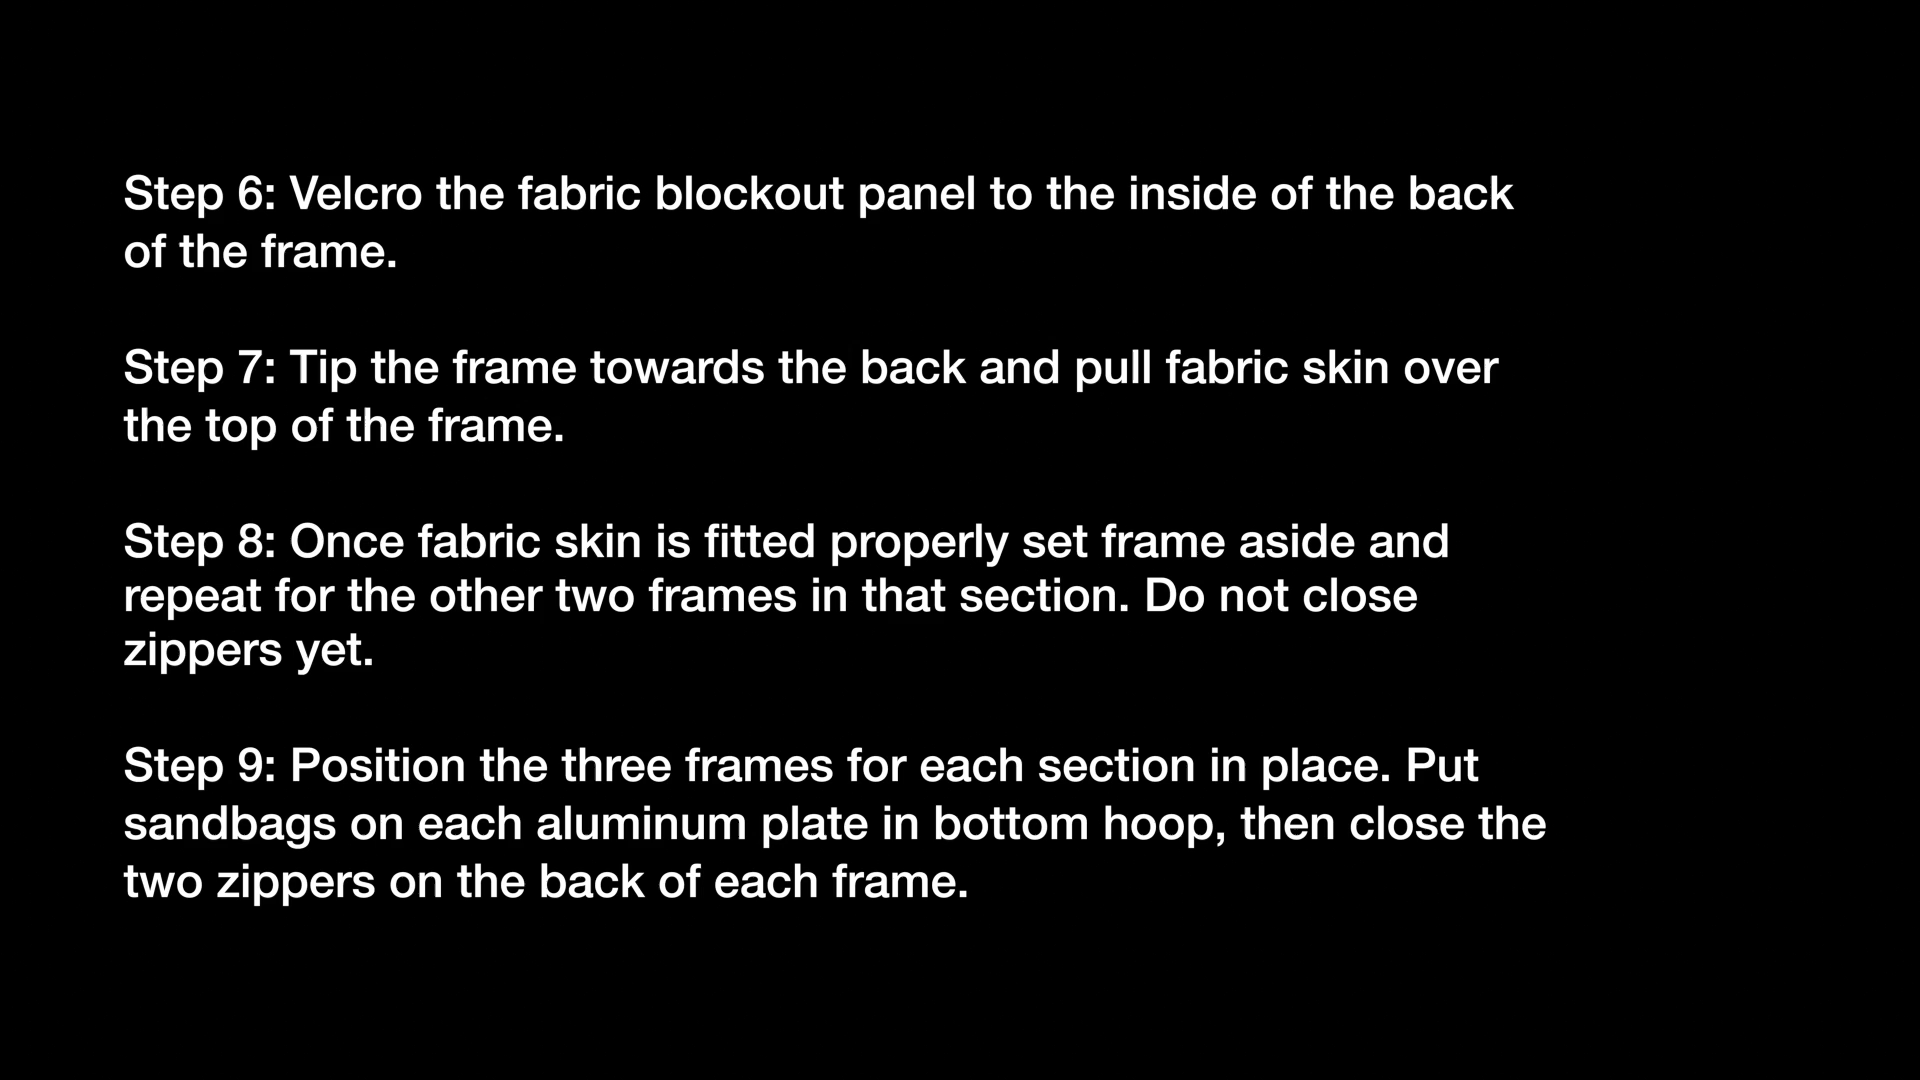 Step 6: Velcro the fabric blockout panel to the inside of the back
of the frame.
Step 7: Tip the frame towards the back and pull fabric skin over
the top of the frame.
Step 8: Once fabric skin is fitted properly set frame aside and
repeat for the other two frames in that section. Do not close
zippers yet.
Step 9: Position the three frames for each section in place. Put
sandbags on each aluminum plate in bottom hoop, then close the
two zippers on the back of each frame.